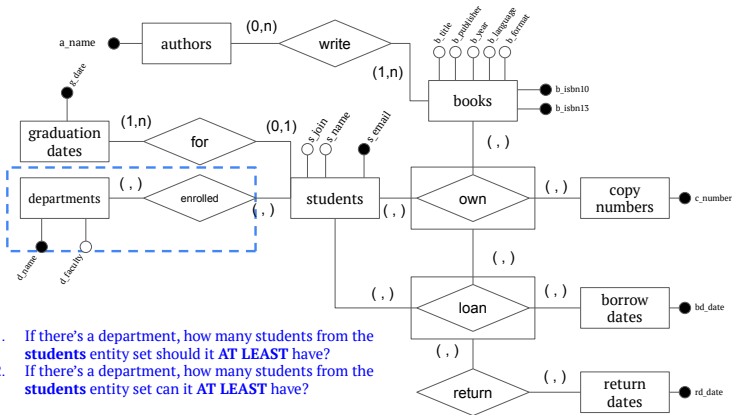 b_title
b_publisher
b_year
b_language
b_format
a_name
authors
(0,n)
write
(1,n)
g_date
books
b_isbn10
b_isbn13
graduation
dates
(1,n)
for
(0,1)
s_join
s_name
s_email
( , )
departments
( , )
enrolled
( , )
students
( , )
own
( , )
copy
numbers
c_number
d_name
d_faculty
( , )
( , )
loan
( , )
borrow
dates
bd_date
. If there’s a department, how many students from the
students entity set should it AT LEAST have?
. If there’s a department, how many students from the
students entity set can it AT LEAST have?
( , )
return
( , )
return
dates
rd_date